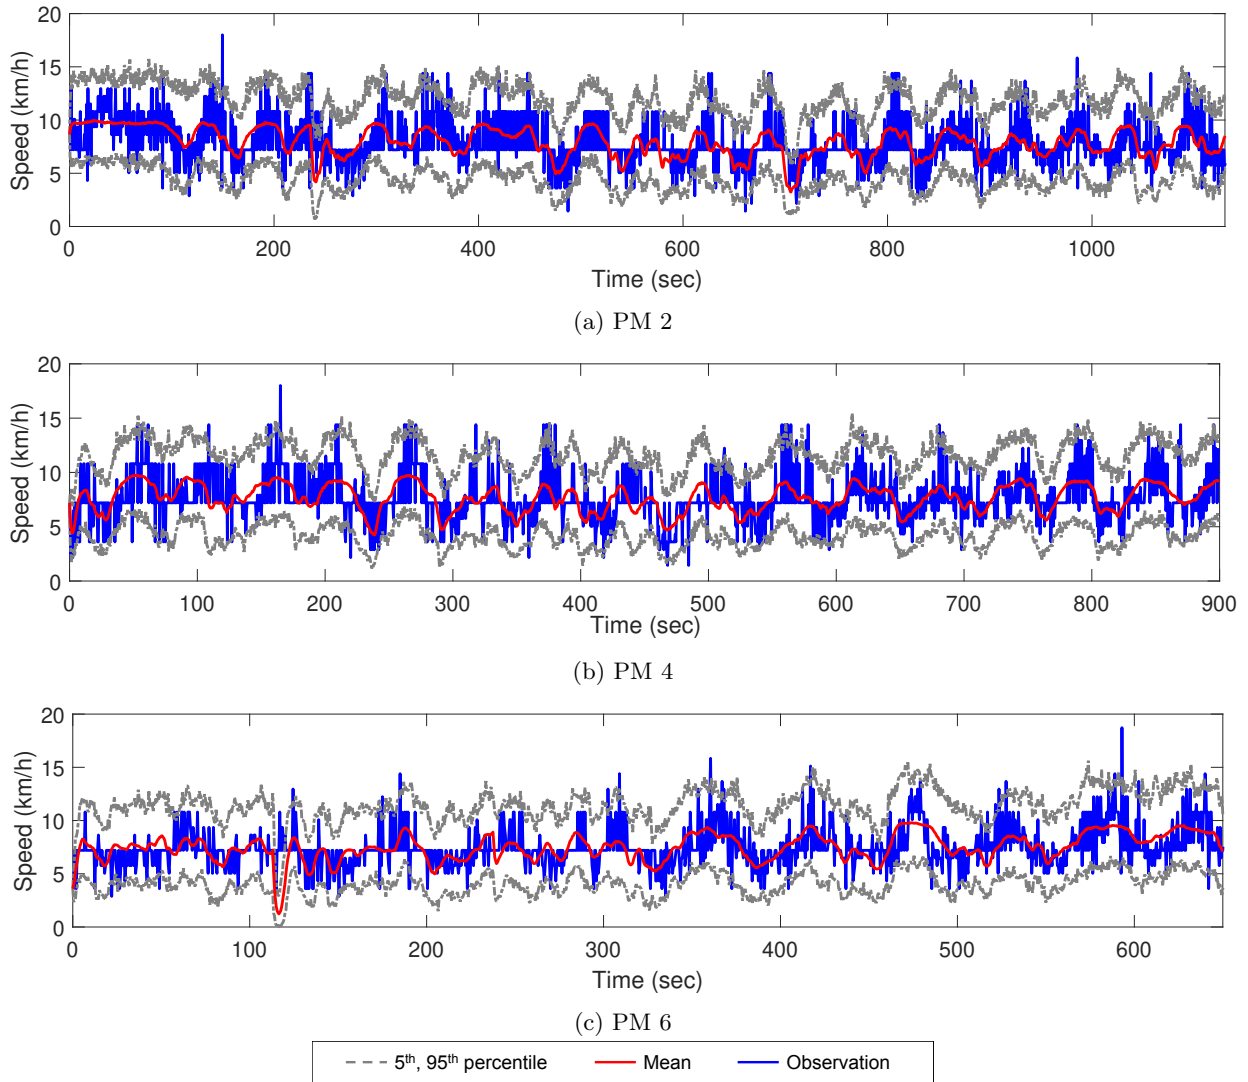 20
15
10
5
0
Speed (km/h)
0 200 400 600 800 1000
Time (sec)
(a) PM 2
20
15
10
5
0
Speed (km/h)
0 100 200 300 400 500 600 700 800 900
Time (sec)
(b) PM 4
20
15
10
5
0
Speed (km/h)
0 100 200 300 400 500 600
Time (sec)
(c) PM 6
5th, 95th percentile Mean Observation